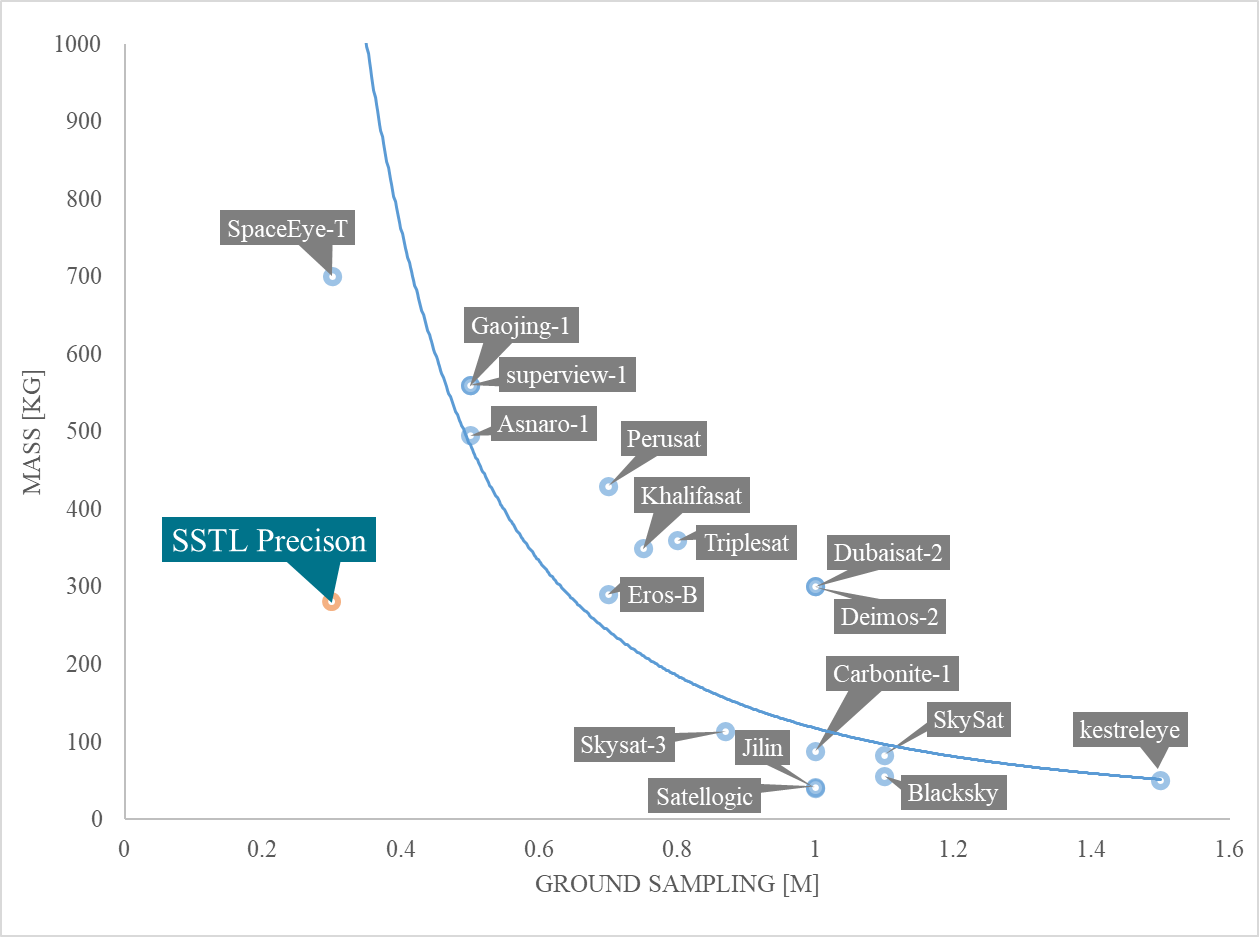 1000
900
800
700
600
500
400
300
200
100
0
MASS [KG]
SpaceEye-T
Gaojing-1
superview-1
Asnaro-1
Perusat
Khalifasat
SSTL Precison
Triplesat
Dubaisat-2
Eros-B
Deimos-2
Carbonite-1
SkySat
kestreleye
Skysat-3
Jilin
Satellogic
Blacksky
0
0.2
0.4
0.6
0.8
1
1.2
1.4
1.6
GROUND SAMPLING [M]